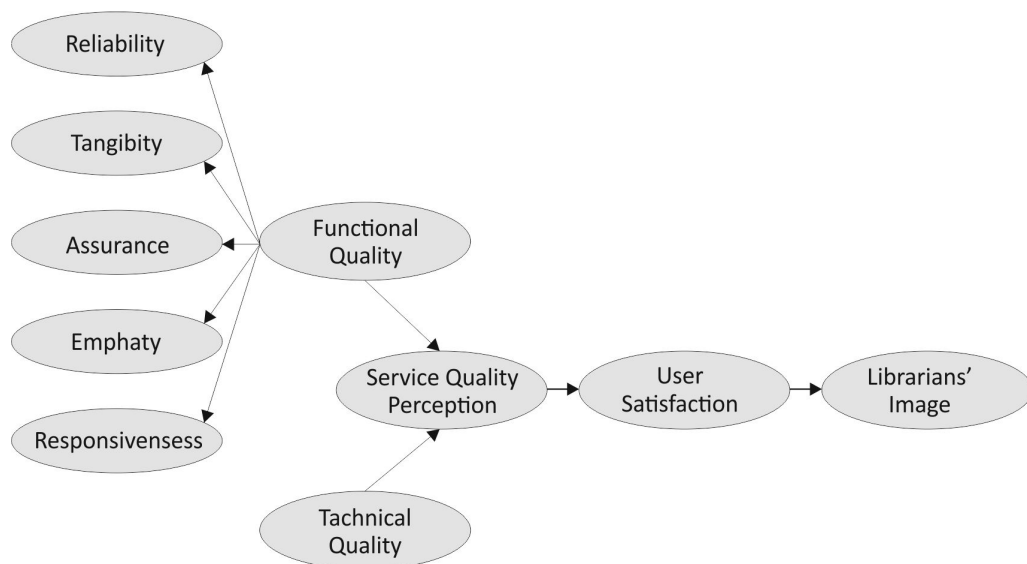 Reliability
Tangibity
Assurance
Emphaty
Responsivensess
Functional
Quality
Service Quality
Perception
Tachnical
Quality
User
Satisfaction
Librarians’
Image